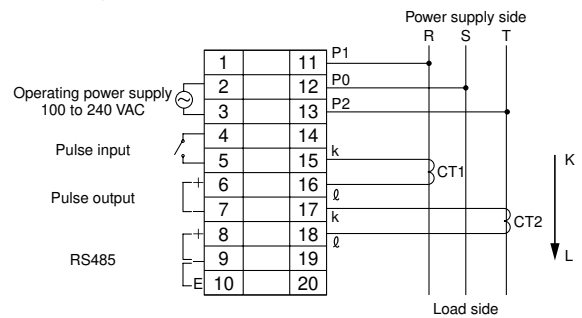 Power supply side
R S T
1 11 P1
2 12 P0
3 13 P2
4 14
5 15 k
6 16 ℓ
7 17 k
8 18 ℓ
9 19
10 20
Operating power supply
100 to 240 VAC
Pulse input
Pulse output
+
−
RS485
+
−
E
CT1
CT2
K
L
Load side